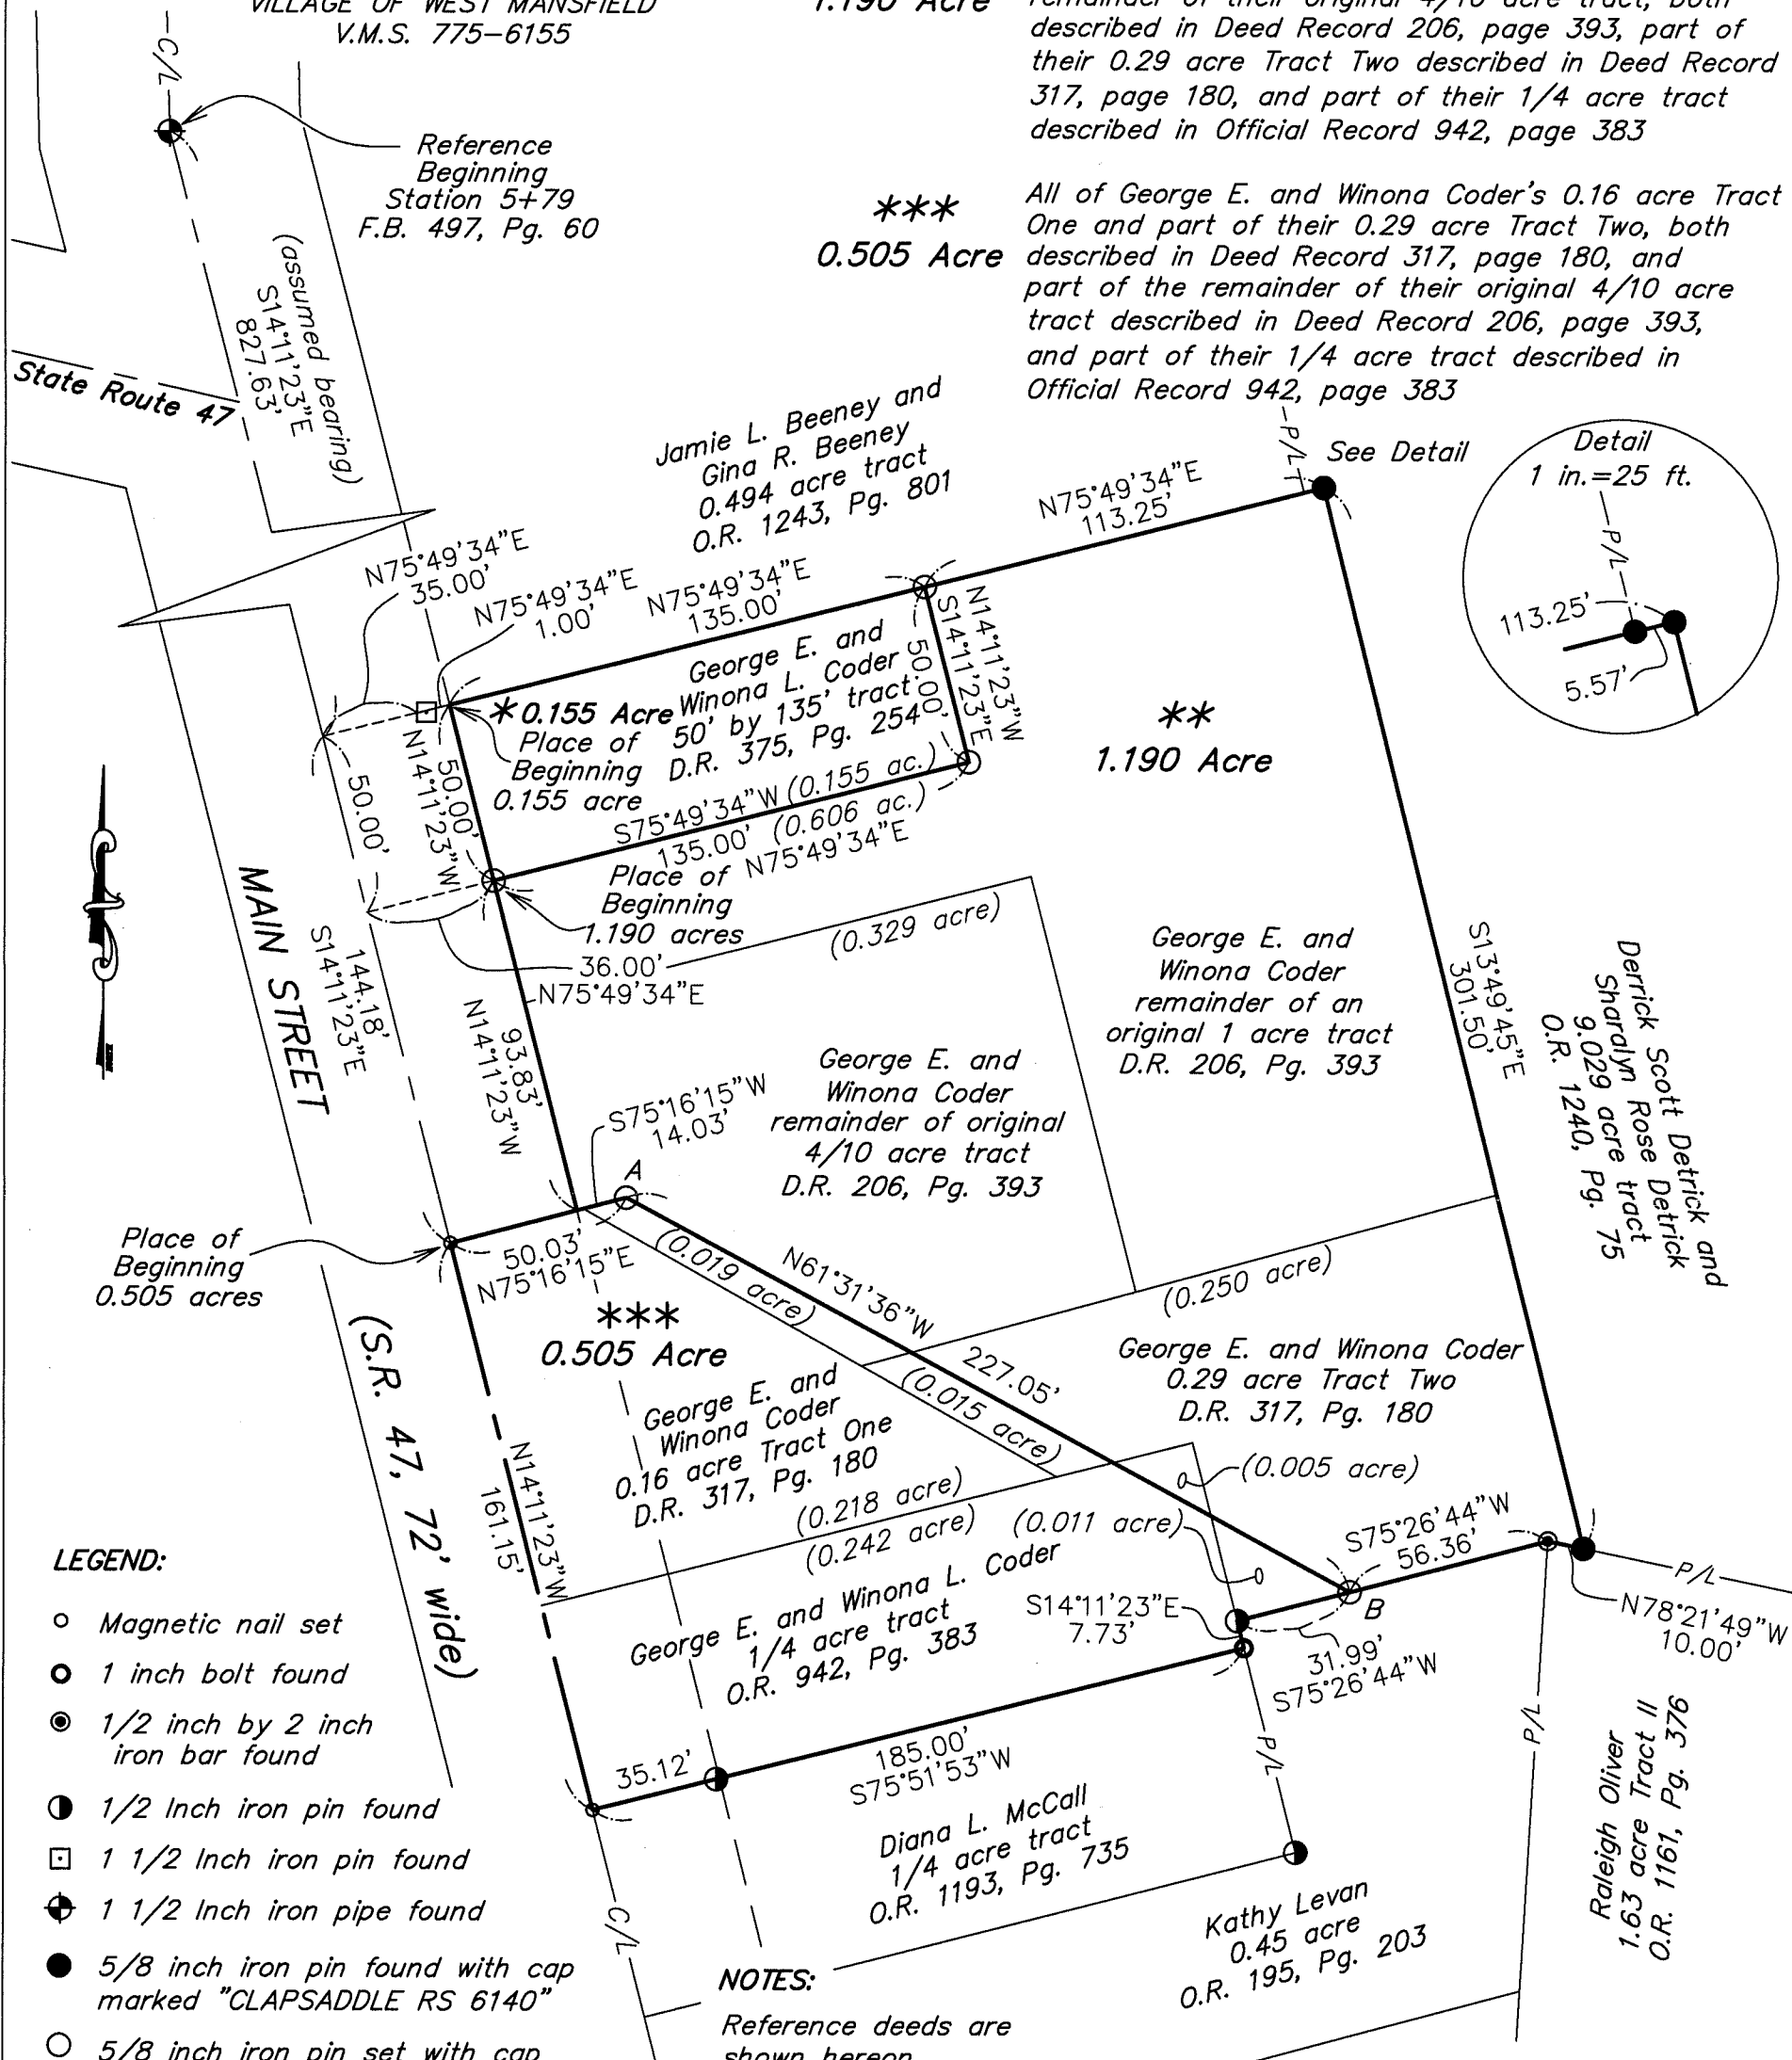 VILLAGE OF WEST MANSFIELD
V.M.S. 775-6155
1.190 Acre
remainder of their original 4/10 acre tract, both
described in Deed Record 206, page 393, part of
their 0.29 acre Tract Two described in Deed Record
317, page 180, and part of their 1/4 acre tract
described in Official Record 942, page 383
***
0.505 Acre
All of George E. and Winona Coder's 0.16 acre Tract
One and part of their 0.29 acre Tract Two, both
described in Deed Record 317, page 180, and
part of the remainder of their original 4/10 acre
tract described in Deed Record 206, page 393,
and part of their 1/4 acre tract described in
Official Record 942, page 383
C/L
Reference
Beginning
Station 5+79
F.B. 497, Pg. 60
(assumed bearing)
S14°11'23"E
827.63'
State Route 47
Jamie L. Beeney and
Gina R. Beeney
0.494 acre tract
O.R. 1243, Pg. 801
P/L
See Detail
Detail
1 in.=25 ft.
P/L
113.25'
5.57'
N75°49'34"E
113.25'
N75°49'34"E
35.00'
N75°49'34"E
1.00'
N75°49'34"E
135.00'
George E. and
Winona L. Coder
50' by 135' tract
D.R. 375, Pg. 254
*0.155 Acre
Place of
Beginning
0.155 acre
N14°11'23"W
S14°11'23"E
50.00'
50.00'
N14°11'23"W
50.00'
S75°49'34"W (0.155 ac.)
135.00' (0.606 ac.)
N75°49'34"E
**
1.190 Acre
Place of
Beginning
1.190 acres
36.00'
N75°49'34"E
(0.329 acre)
MAIN STREET
144.18'
S14°11'23"E
93.83'
N14°11'23"W
George E. and
Winona Coder
remainder of an
original 1 acre tract
D.R. 206, Pg. 393
S13°49'45"E
301.50'
Derrick Scott Detrick and
Sharalyn Rose Detrick
9.029 acre tract
O.R. 1240, Pg. 75
George E. and
Winona Coder
remainder of original
4/10 acre tract
D.R. 206, Pg. 393
S75°16'15"W
14.03'
A
Place of
Beginning
0.505 acres
50.03'
N75°16'15"E
(0.019 acre)
N61°31'36"W
227.05'
(0.015 acre)
(0.250 acre)
***
0.505 Acre
(S.R. 47, 72' wide)
George E. and
Winona Coder
0.16 acre Tract One
D.R. 317, Pg. 180
George E. and Winona Coder
0.29 acre Tract Two
D.R. 317, Pg. 180
N14°11'23"W
161.15'
(0.218 acre)
(0.242 acre)
(0.005 acre)
(0.011 acre)
S75°26'44"W
56.36'
George E. and Winona L. Coder
1/4 acre tract
O.R. 942, Pg. 383
S14°11'23"E
7.73'
B
31.99'
S75°26'44"W
P/L
N78°21'49"W
10.00'
P/L
P/L
35.12'
185.00'
S75°51'53"W
Diana L. McCall
1/4 acre tract
O.R. 1193, Pg. 735
Kathy Levan
0.45 acre
O.R. 195, Pg. 203
Raleigh Oliver
1.63 acre Tract II
O.R. 1161, Pg. 376
C/L
LEGEND:
Magnetic nail set
1 inch bolt found
1/2 inch by 2 inch
iron bar found
1/2 Inch iron pin found
1 1/2 Inch iron pin found
1 1/2 Inch iron pipe found
5/8 inch iron pin found with cap
marked "CLAPSADDLE RS 6140"
5/8 inch iron pin set with cap
NOTES:
Reference deeds are
shown hereon